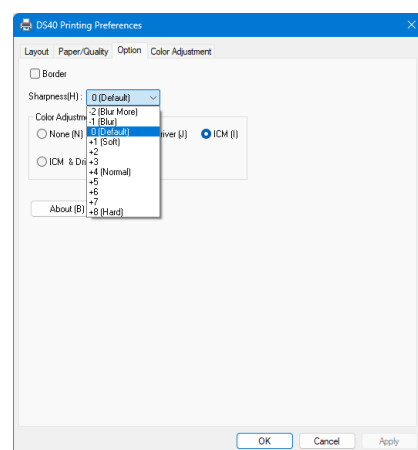 DS40 Printing Preferences
Layout Paper/Quality Option Color Adjustment
Border
Sharpness(H) : 0 (Default)
-2 (Blur More)
-1 (Blur)
0 (Default)
+1 (Soft)
+2
+3
+4 (Normal)
+5
+6
+7
+8 (Hard)
Color Adjustm
None (N) river (J) ICM (I)
ICM & Dri
About (B)
OK Cancel Apply